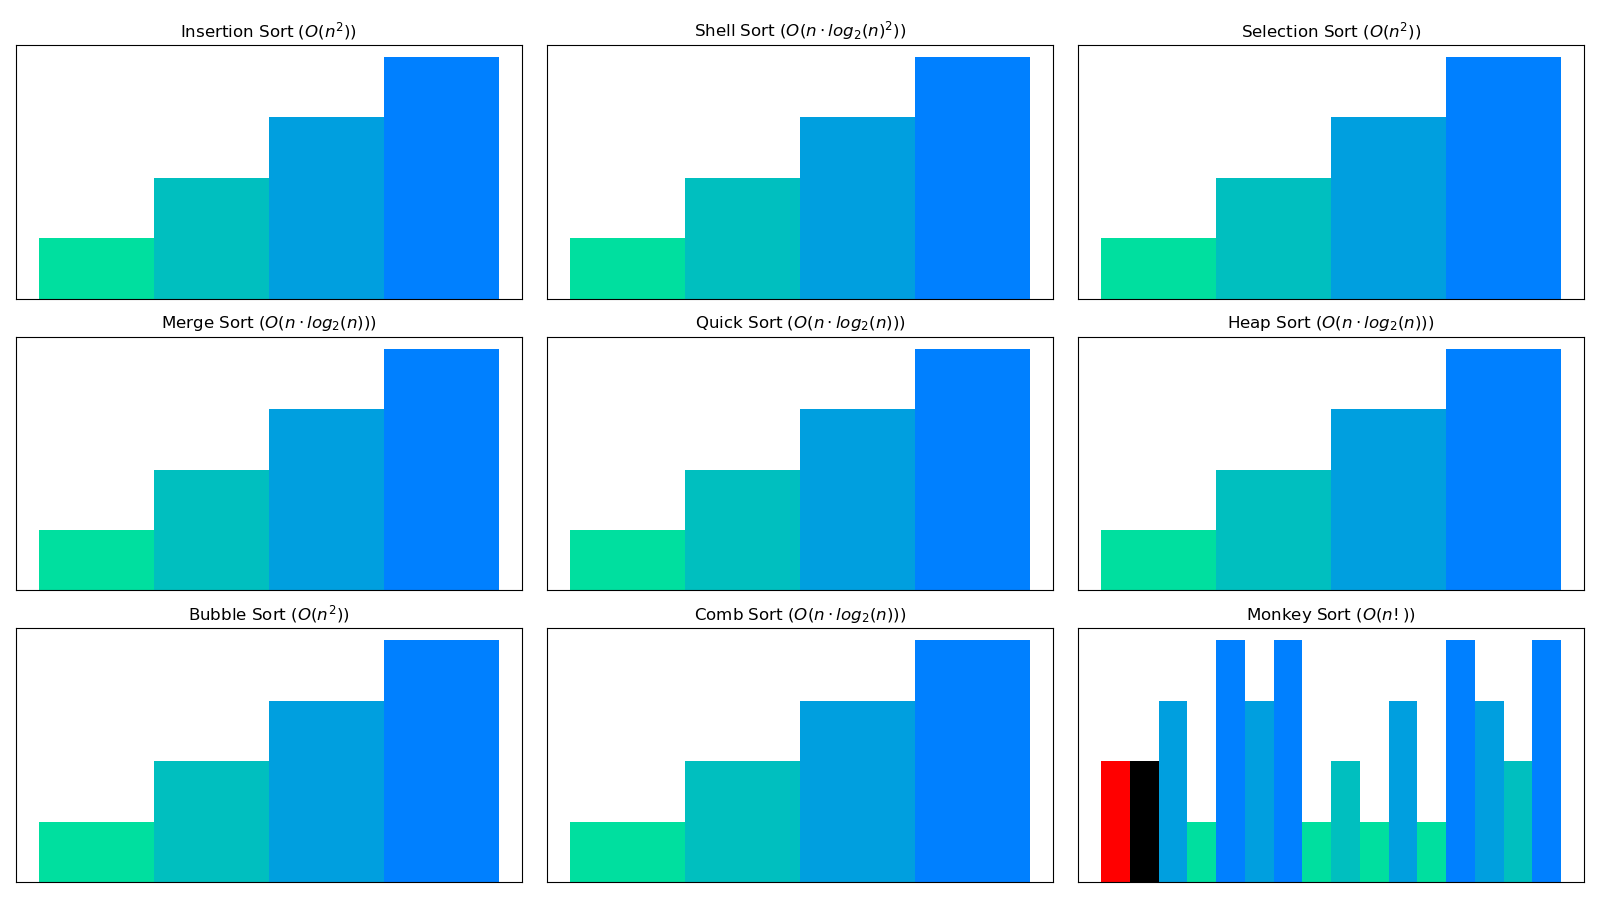 Insertion Sort (O(n²))
Shell Sort (O(n · log₂(n)²))
Selection Sort (O(n²))
Merge Sort (O(n · log₂(n)))
Quick Sort (O(n · log₂(n)))
Heap Sort (O(n · log₂(n)))
Bubble Sort (O(n²))
Comb Sort (O(n · log₂(n)))
Monkey Sort (O(n!))